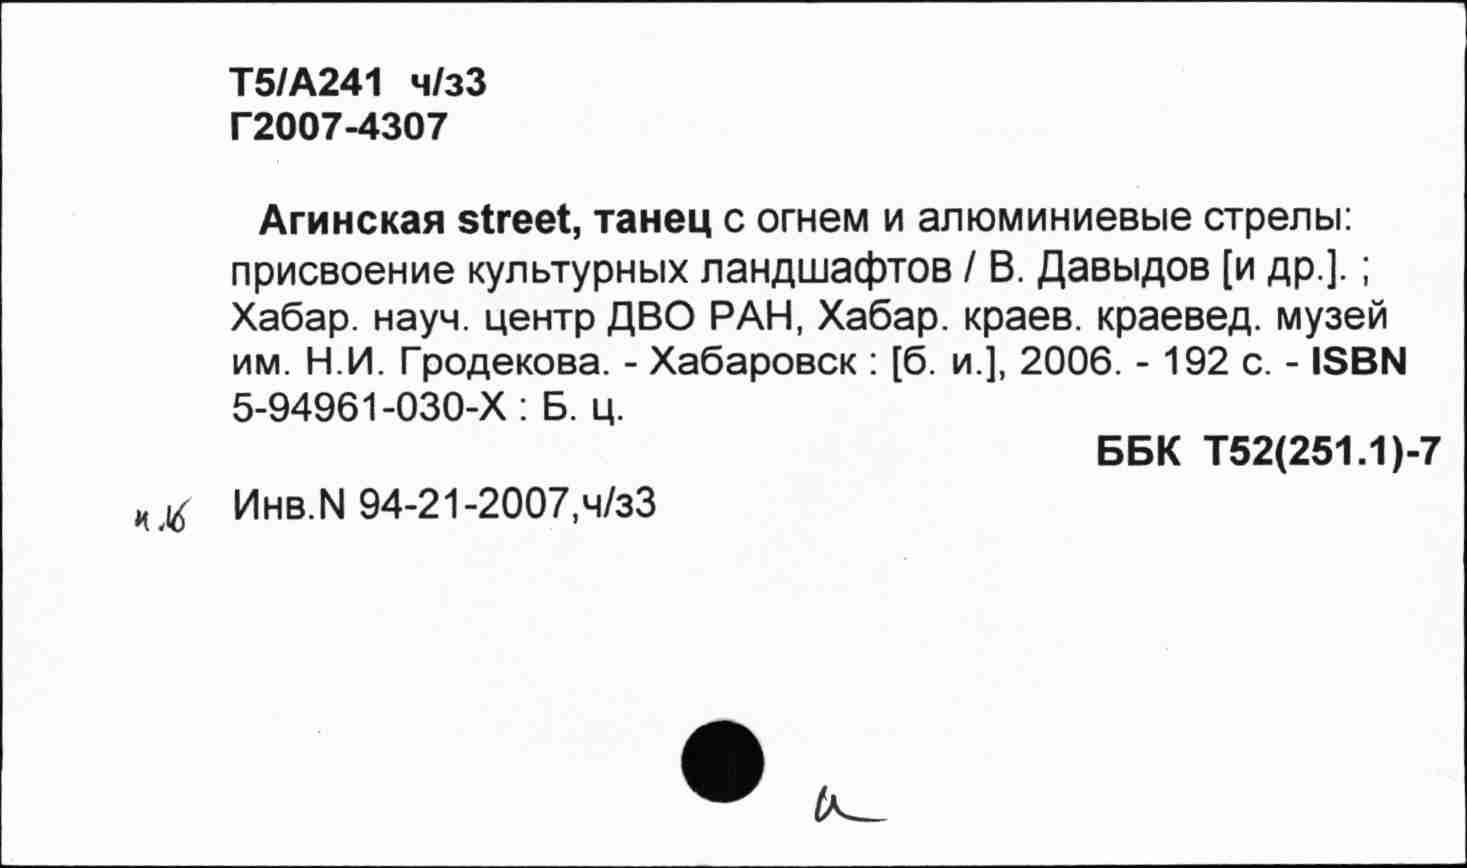 Т5/А241 ч/з3
Г2007-4307
Агинская street, танец с огнем и алюминиевые стрелы:
присвоение культурных ландшафтов / В. Давыдов [и др.]. ;
Хабар. науч. центр ДВО РАН, Хабар. краев. краевед. музей
им. Н.И. Гродекова. - Хабаровск : [б. и.], 2006. - 192 с. - ISBN
5-94961-030-X : Б. ц.
ББК Т52(251.1)-7
Инв.N 94-21-2007,ч/з3